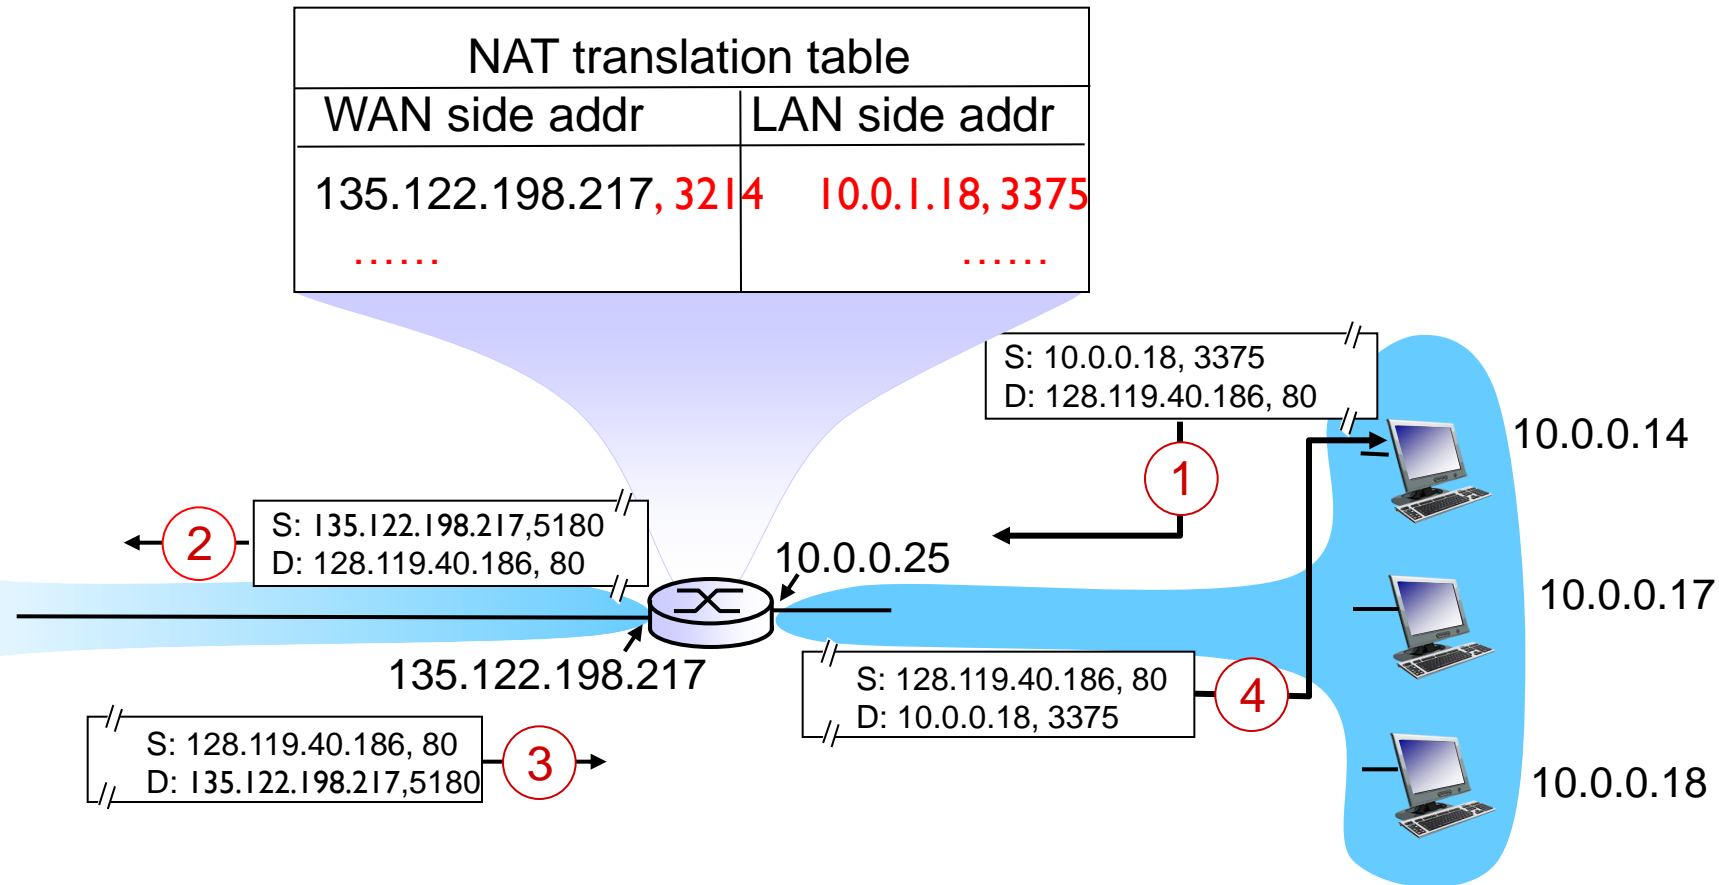 NAT translation table
WAN side addr LAN side addr
135.122.198.217, 3214 10.0.1.18, 3375
...... ......
S: 10.0.0.18, 3375
D: 128.119.40.186, 80
10.0.0.14
1
2
S: 135.122.198.217,5180
D: 128.119.40.186, 80
10.0.0.25
10.0.0.17
135.122.198.217
S: 128.119.40.186, 80
D: 10.0.0.18, 3375
4
S: 128.119.40.186, 80
D: 135.122.198.217,5180
3
10.0.0.18